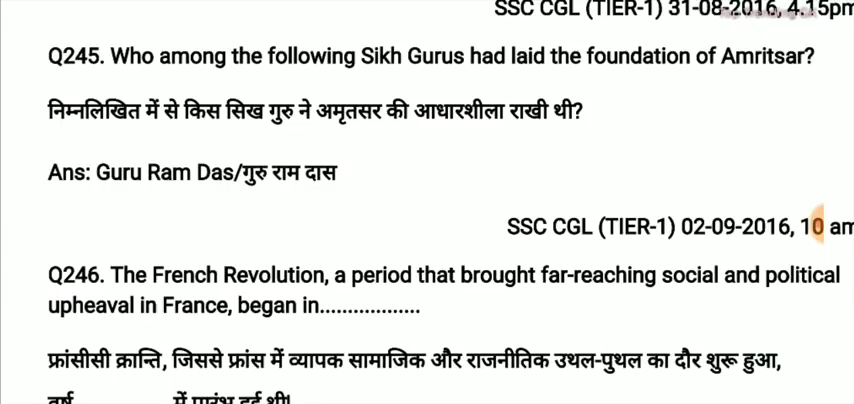 SSC CGL (TIER-1) 31-08-2016, 4.15pm
Q245. Who among the following Sikh Gurus had laid the foundation of Amritsar?
निम्नलिखित में से किस सिख गुरु ने अमृतसर की आधारशीला राखी थी?
Ans: Guru Ram Das/गुरु राम दास
SSC CGL (TIER-1) 02-09-2016, 10 am
Q246. The French Revolution, a period that brought far-reaching social and political
upheaval in France, began in...................
फ्रांसीसी क्रान्ति, जिससे फ्रांस में व्यापक सामाजिक और राजनीतिक उथल-पुथल का दौर शुरू हुआ,
वर्ष ............ में प्रारंभ हुई थी!